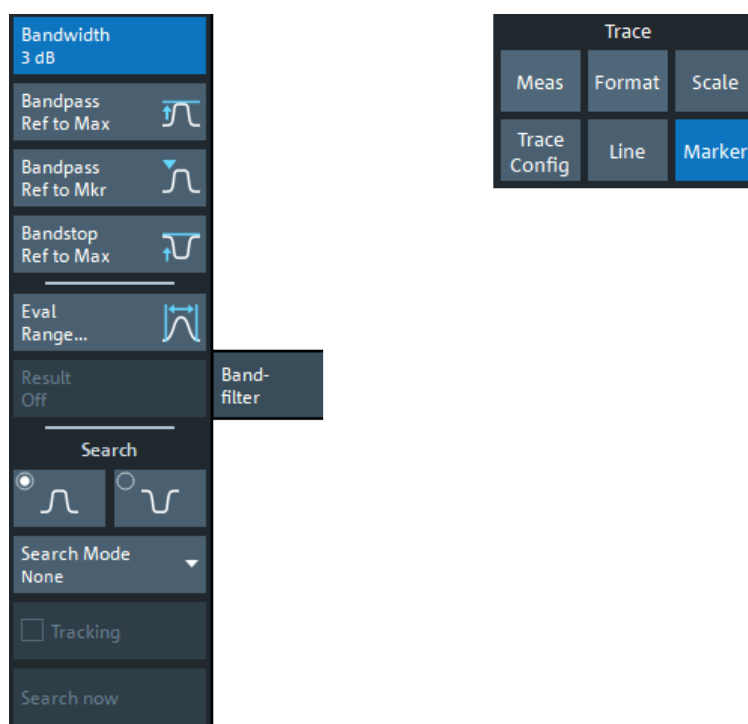 Bandwidth
3 dB
Bandpass
Ref to Max
Bandpass
Ref to Mkr
Bandstop
Ref to Max
Eval
Range...
Result
Off
Band-
filter
Search
Search Mode
None
Tracking
Search now
Trace
Meas
Format
Scale
Trace
Config
Line
Marker